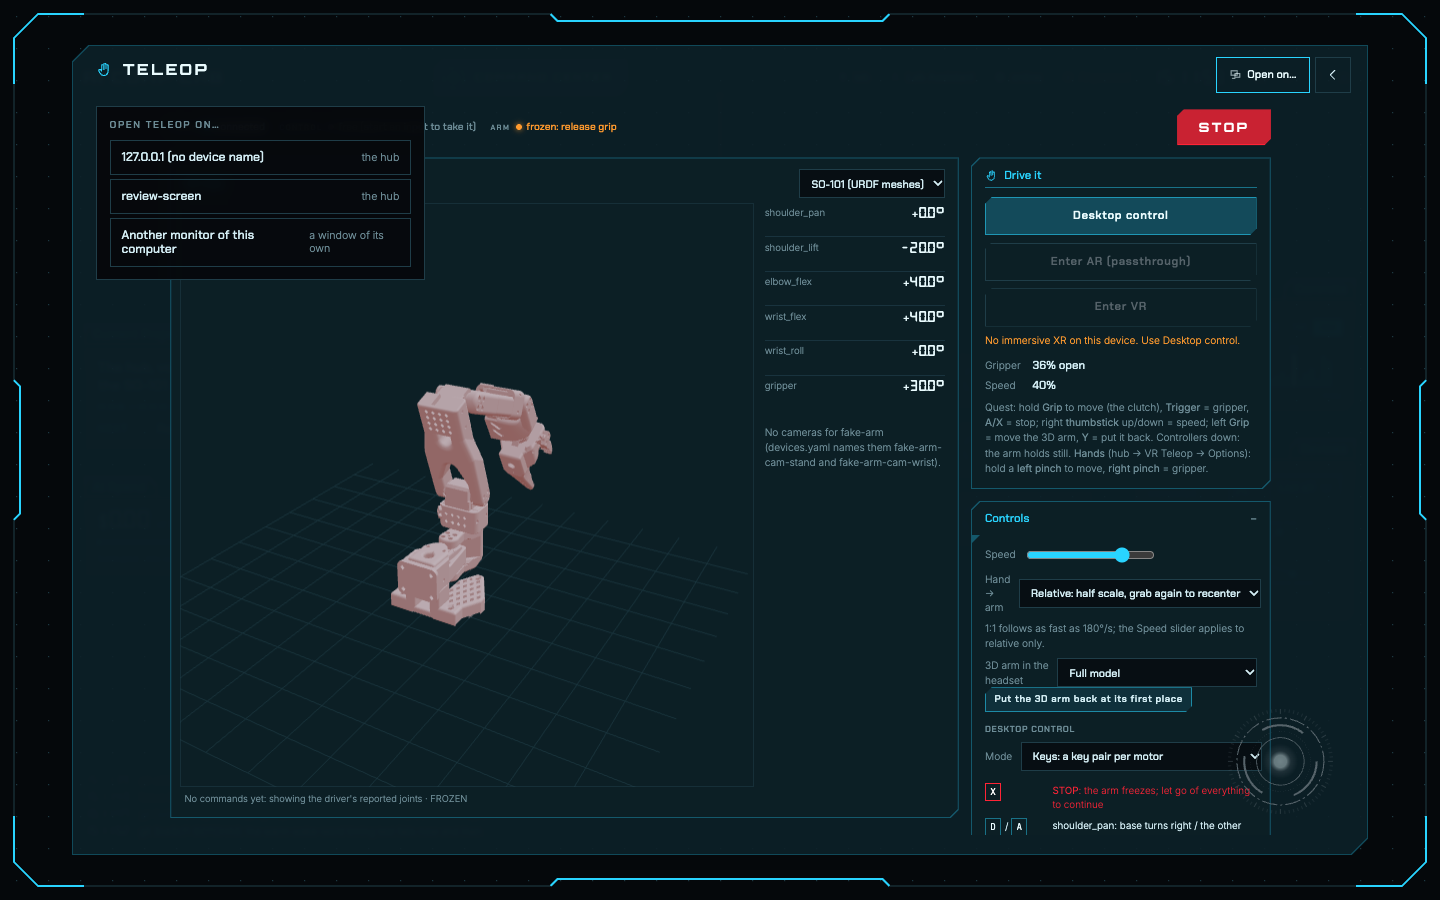 TELEOP
Open on...
OPEN TELEOP ON...
127.0.0.1 (no device name) the hub
review-screen the hub
Another monitor of this computer a window of its own
t to take it) ARM frozen: release grip
STOP
SO-101 (URDF meshes)
shoulder_pan +0.0°
shoulder_lift -20.0°
elbow_flex +40.0°
wrist_flex +40.0°
wrist_roll +0.0°
gripper +30.0°
No cameras for fake-arm
(devices.yaml names them fake-arm-
cam-stand and fake-arm-cam-wrist).
No commands yet: showing the driver's reported joints · FROZEN
Drive it
Desktop control
Enter AR (passthrough)
Enter VR
No immersive XR on this device. Use Desktop control.
Gripper 36% open
Speed 40%
Quest: hold Grip to move (the clutch), Trigger = gripper,
A/X = stop; right thumbstick up/down = speed; left Grip
= move the 3D arm, Y = put it back. Controllers down:
the arm holds still. Hands (hub → VR Teleop → Options):
hold a left pinch to move, right pinch = gripper.
Controls –
Speed
Hand → arm Relative: half scale, grab again to recenter
1:1 follows as fast as 180°/s; the Speed slider applies to
relative only.
3D arm in the headset Full model
Put the 3D arm back at its first place
DESKTOP CONTROL
Mode Keys: a key pair per motor
X STOP: the arm freezes; let go of everything
to continue
D / A shoulder_pan: base turns right / the other